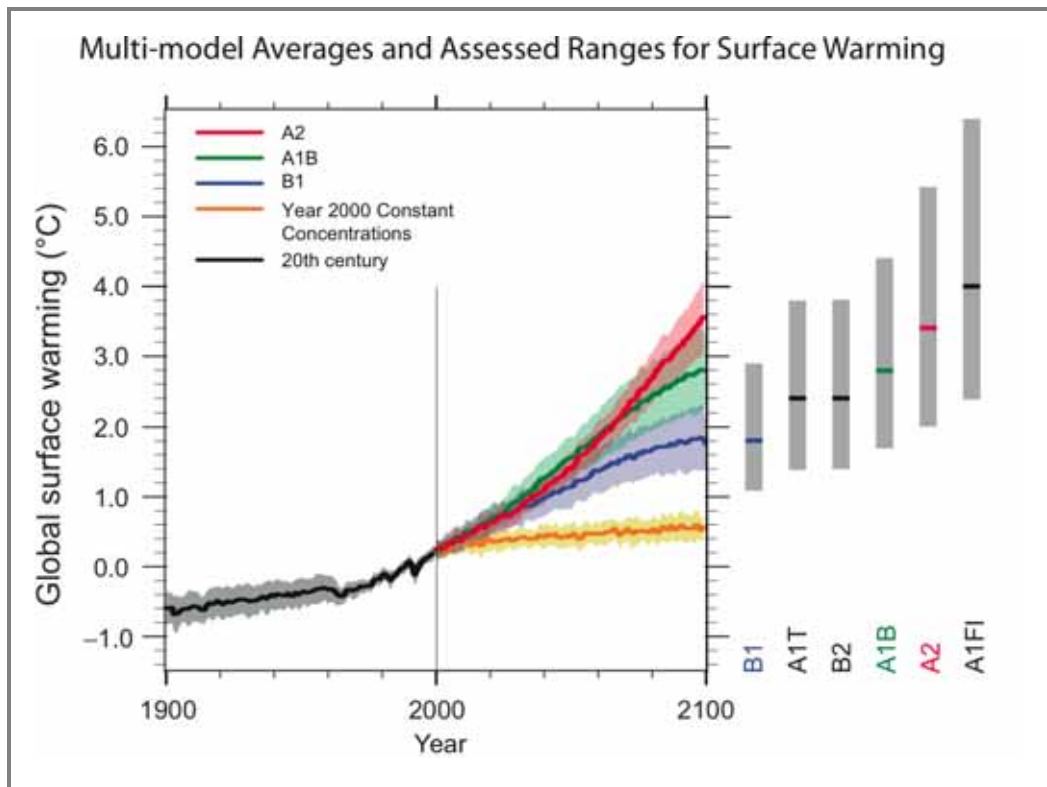 Multi-model Averages and Assessed Ranges for Surface Warming
A2
A1B
B1
Year 2000 Constant
Concentrations
20th century
Global surface warming (°C)
6.0
5.0
4.0
3.0
2.0
1.0
0.0
–1.0
1900
2000
2100
Year
B1
A1T
B2
A1B
A2
A1FI